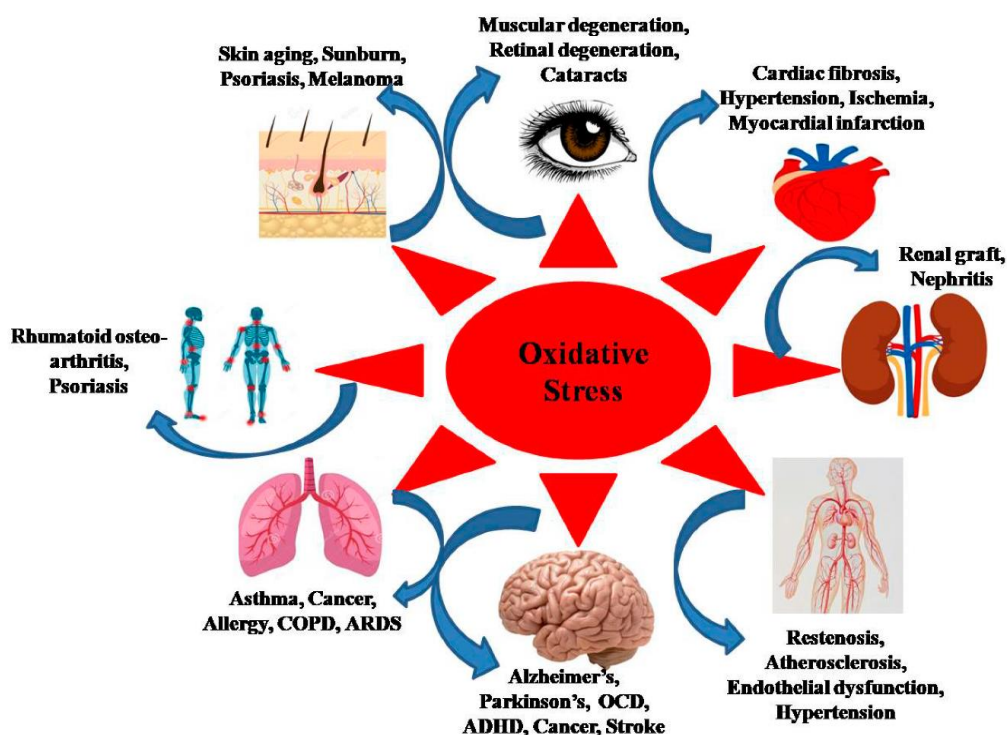 Muscular degeneration,
Retinal degeneration,
Cataracts
Skin aging, Sunburn,
Psoriasis, Melanoma
Cardiac fibrosis,
Hypertension, Ischemia,
Myocardial infarction
Renal graft,
Nephritis
Rhumatoid osteo-
arthritis,
Psoriasis
Oxidative
Stress
Asthma, Cancer,
Allergy, COPD, ARDS
Alzheimer's,
Parkinson's, OCD,
ADHD, Cancer, Stroke
Restenosis,
Atherosclerosis,
Endothelial dysfunction,
Hypertension